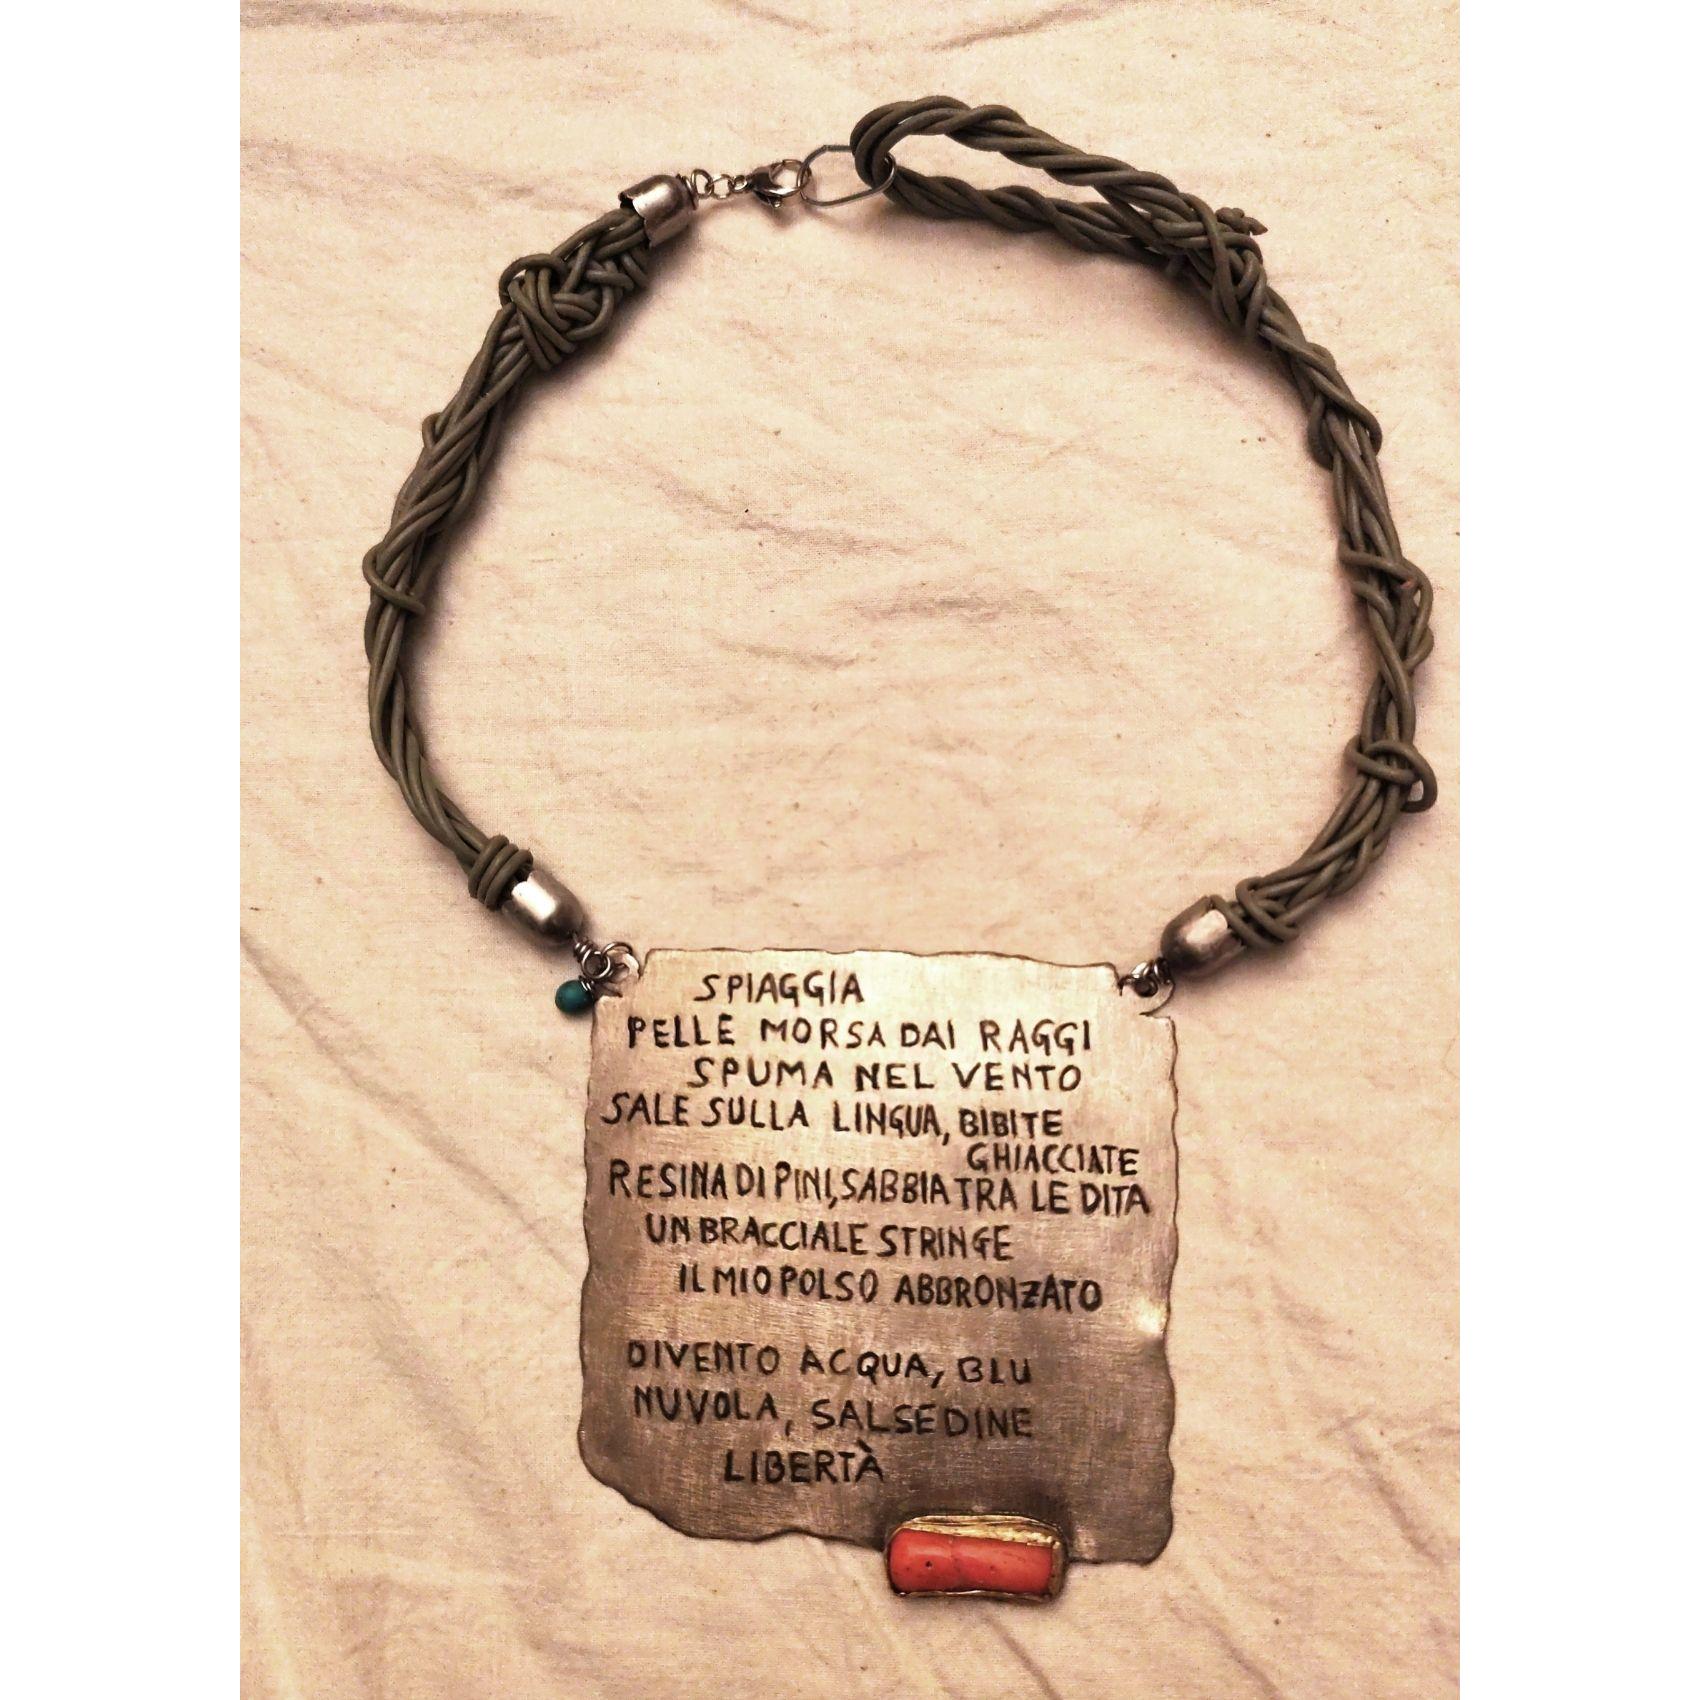 SPIAGGIA
PELLE MORSA DAI RAGGI
SPUMA NEL VENTO
SALE SULLA LINGUA, BIBITE
GHIACCIATE
RESINA DI PINI, SABBIA TRA LE DITA
UN BRACCIALE STRINGE
IL MIO POLSO ABBRONZATO
DIVENTO ACQUA, BLU
NUVOLA, SALSEDINE
LIBERTÀ